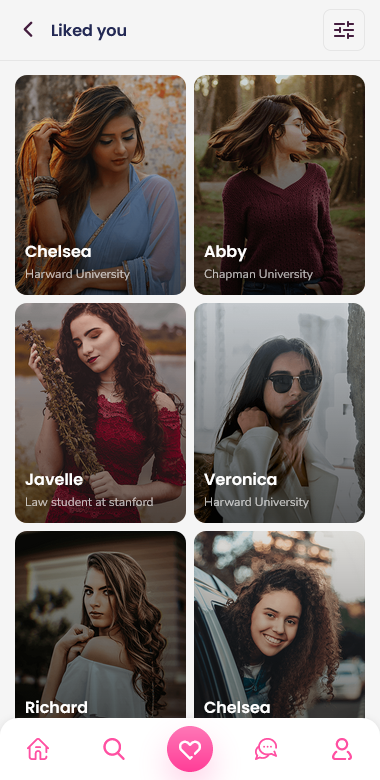 Liked you
Chelsea
Harward University
Abby
Chapman University
Javelle
Law student at stanford
Veronica
Harward University
Richard
Chelsea